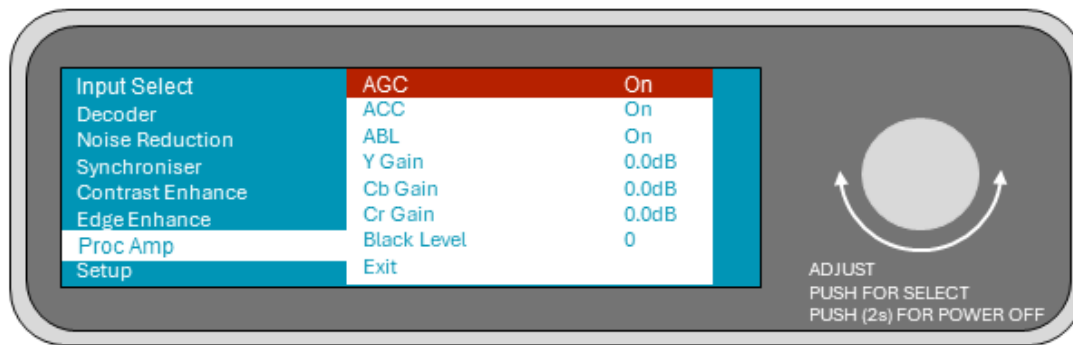 Input Select
Decoder
Noise Reduction
Synchroniser
Contrast Enhance
Edge Enhance
Proc Amp
Setup
AGC On
ACC On
ABL On
Y Gain 0.0dB
Cb Gain 0.0dB
Cr Gain 0.0dB
Black Level 0
Exit
ADJUST
PUSH FOR SELECT
PUSH (2s) FOR POWER OFF